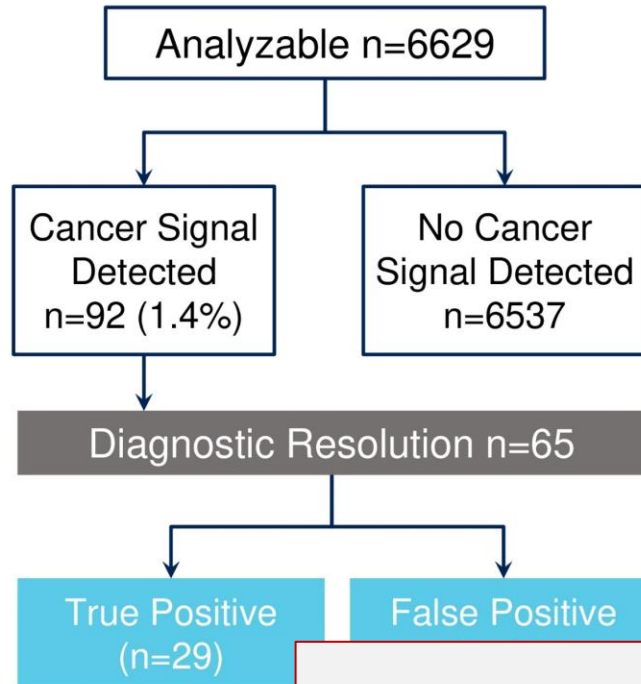 Analyzable n=6629
Cancer Signal
Detected
n=92 (1.4%)
No Cancer
Signal Detected
n=6537
Diagnostic Resolution n=65
True Positive
(n=29)
False Positive